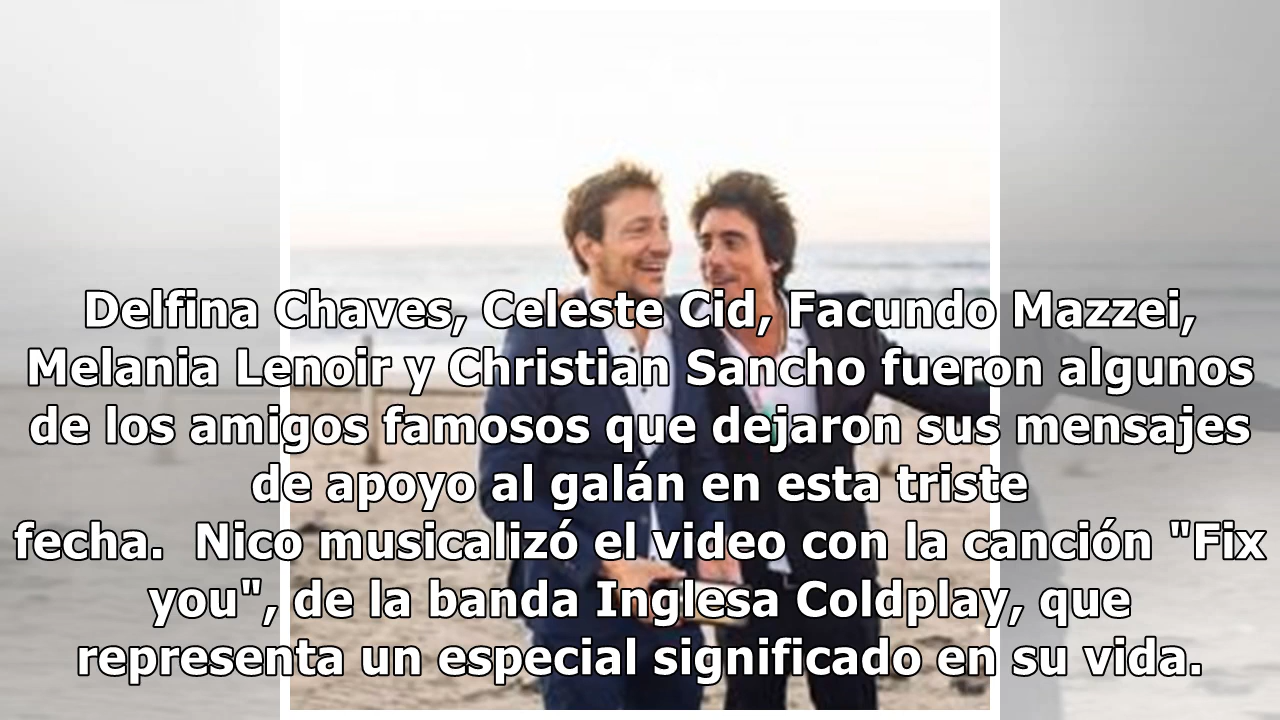 Delfina Chaves, Celeste Cid, Facundo Mazzei,
Melania Lenoir y Christian Sancho fueron algunos
de los amigos famosos que dejaron sus mensajes
de apoyo al galán en esta triste
fecha.  Nico musicalizó el video con la canción "Fix
you", de la banda Inglesa Coldplay, que
representa un especial significado en su vida.